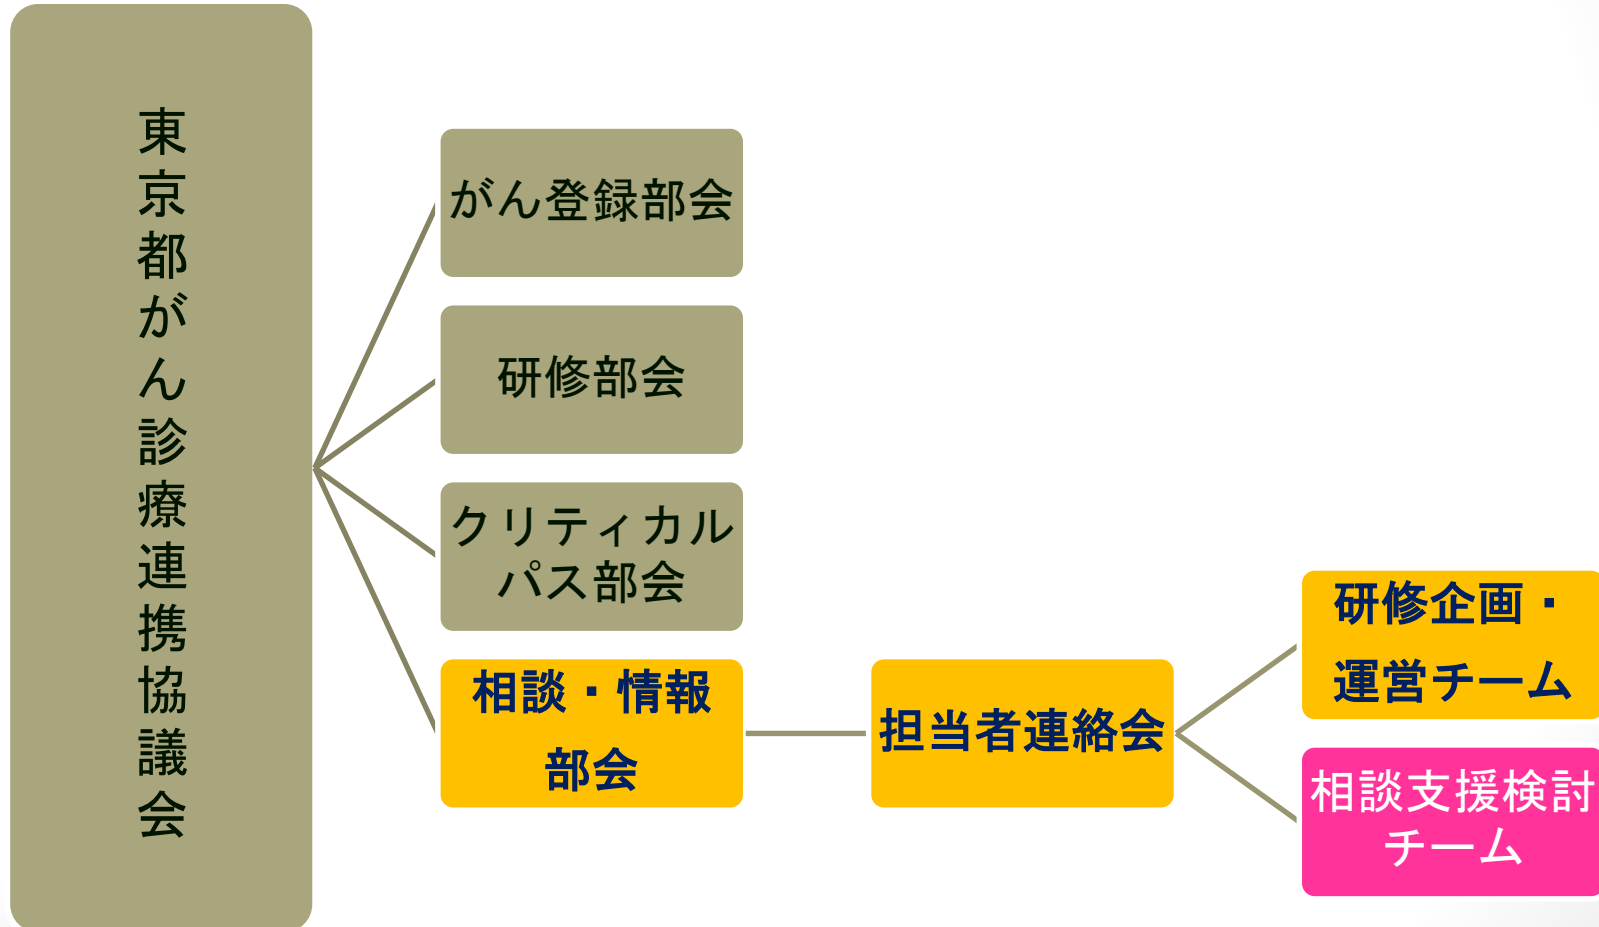 東京都がん診療連携協議会
がん登録部会
研修部会
クリティカル
パス部会
相談・情報
部会
担当者連絡会
研修企画・
運営チーム
相談支援検討
チーム